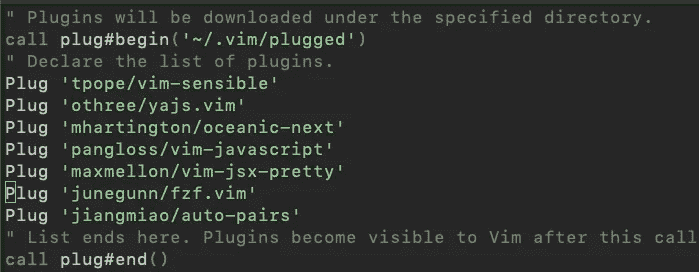 " Plugins will be downloaded under the specified directory.
call plug#begin('~/.vim/plugged')
" Declare the list of plugins.
Plug 'tpope/vim-sensible'
Plug 'othree/yajs.vim'
Plug 'mhartington/oceanic-next'
Plug 'pangloss/vim-javascript'
Plug 'maxmellon/vim-jsx-pretty'
Plug 'junegunn/fzf.vim'
Plug 'jiangmiao/auto-pairs'
" List ends here. Plugins become visible to Vim after this call
call plug#end()